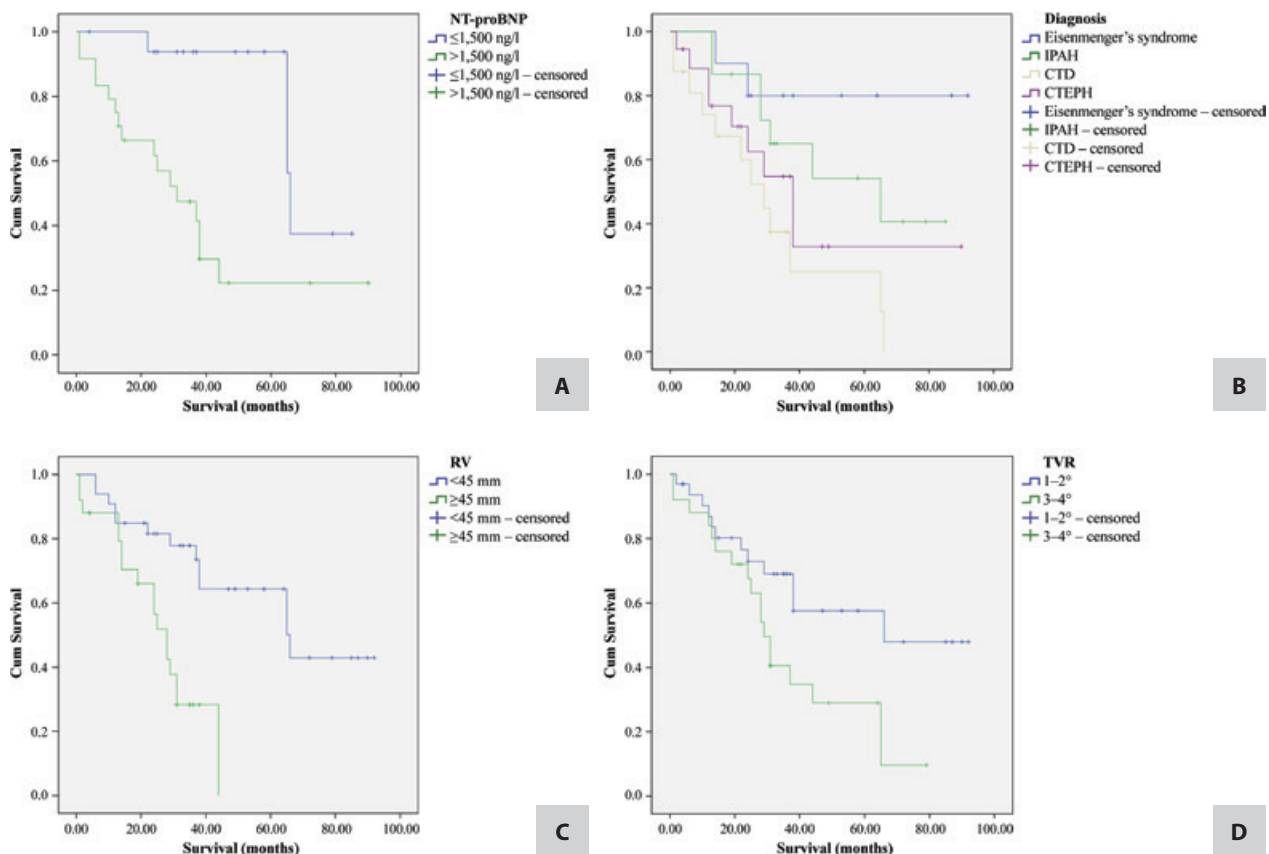 NT-proBNP
≤1,500 ng/l
>1,500 ng/l
≤1,500 ng/l – censored
>1,500 ng/l – censored
1.0
0.8
0.6
0.4
0.2
0.0
Cum Survival
0.00 20.00 40.00 60.00 80.00 100.00
Survival (months)
A
Diagnosis
Eisenmenger's syndrome
IPAH
CTD
CTEPH
Eisenmenger's syndrome – censored
IPAH – censored
CTD – censored
CTEPH – censored
1.0
0.8
0.6
0.4
0.2
0.0
Cum Survival
0.00 20.00 40.00 60.00 80.00 100.00
Survival (months)
B
RV
<45 mm
≥45 mm
<45 mm – censored
≥45 mm – censored
1.0
0.8
0.6
0.4
0.2
0.0
Cum Survival
0.00 20.00 40.00 60.00 80.00 100.00
Survival (months)
C
TVR
1–2°
3–4°
1–2° – censored
3–4° – censored
1.0
0.8
0.6
0.4
0.2
0.0
Cum Survival
0.00 20.00 40.00 60.00 80.00 100.00
Survival (months)
D